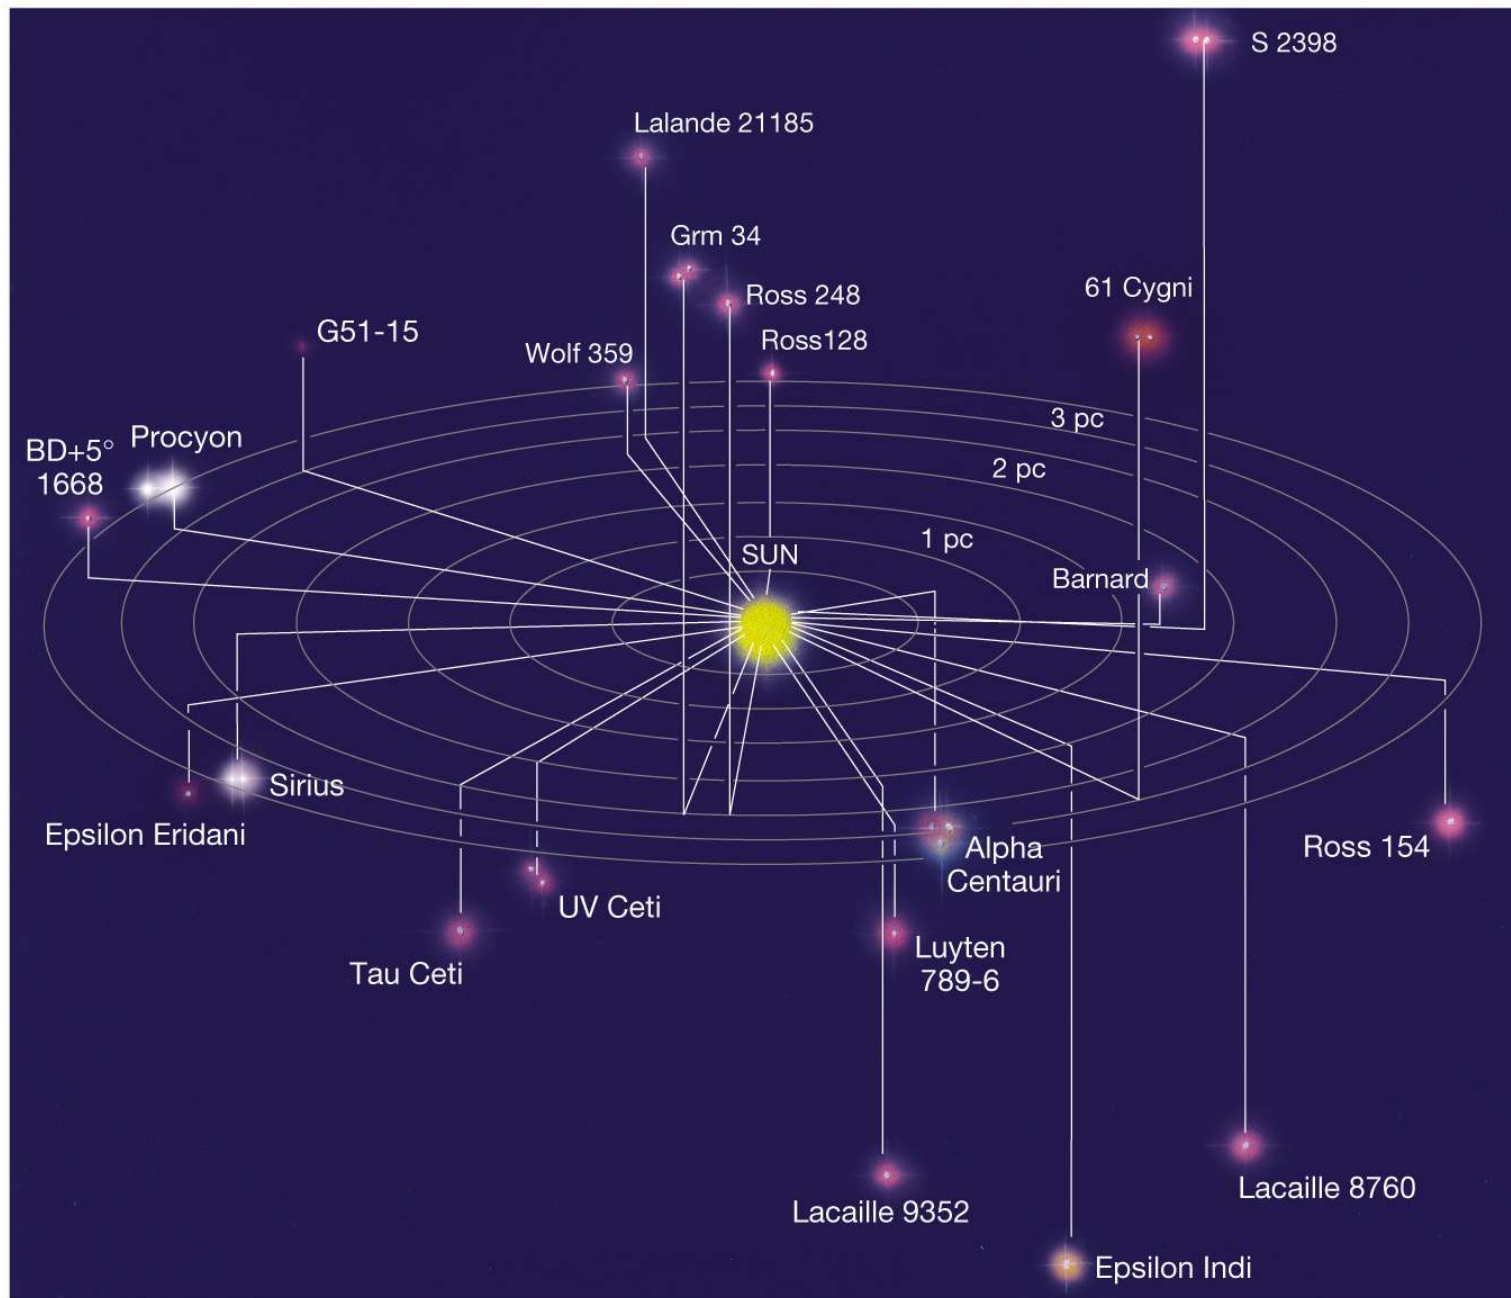 S 2398
Lalande 21185
Grm 34
61 Cygni
Ross 248
G51-15
Ross128
Wolf 359
3 pc
Procyon
BD+5°
1668
2 pc
1 pc
SUN
Barnard
Sirius
Epsilon Eridani
Alpha
Centauri
Ross 154
UV Ceti
Luyten
789-6
Tau Ceti
Lacaille 8760
Lacaille 9352
Epsilon Indi